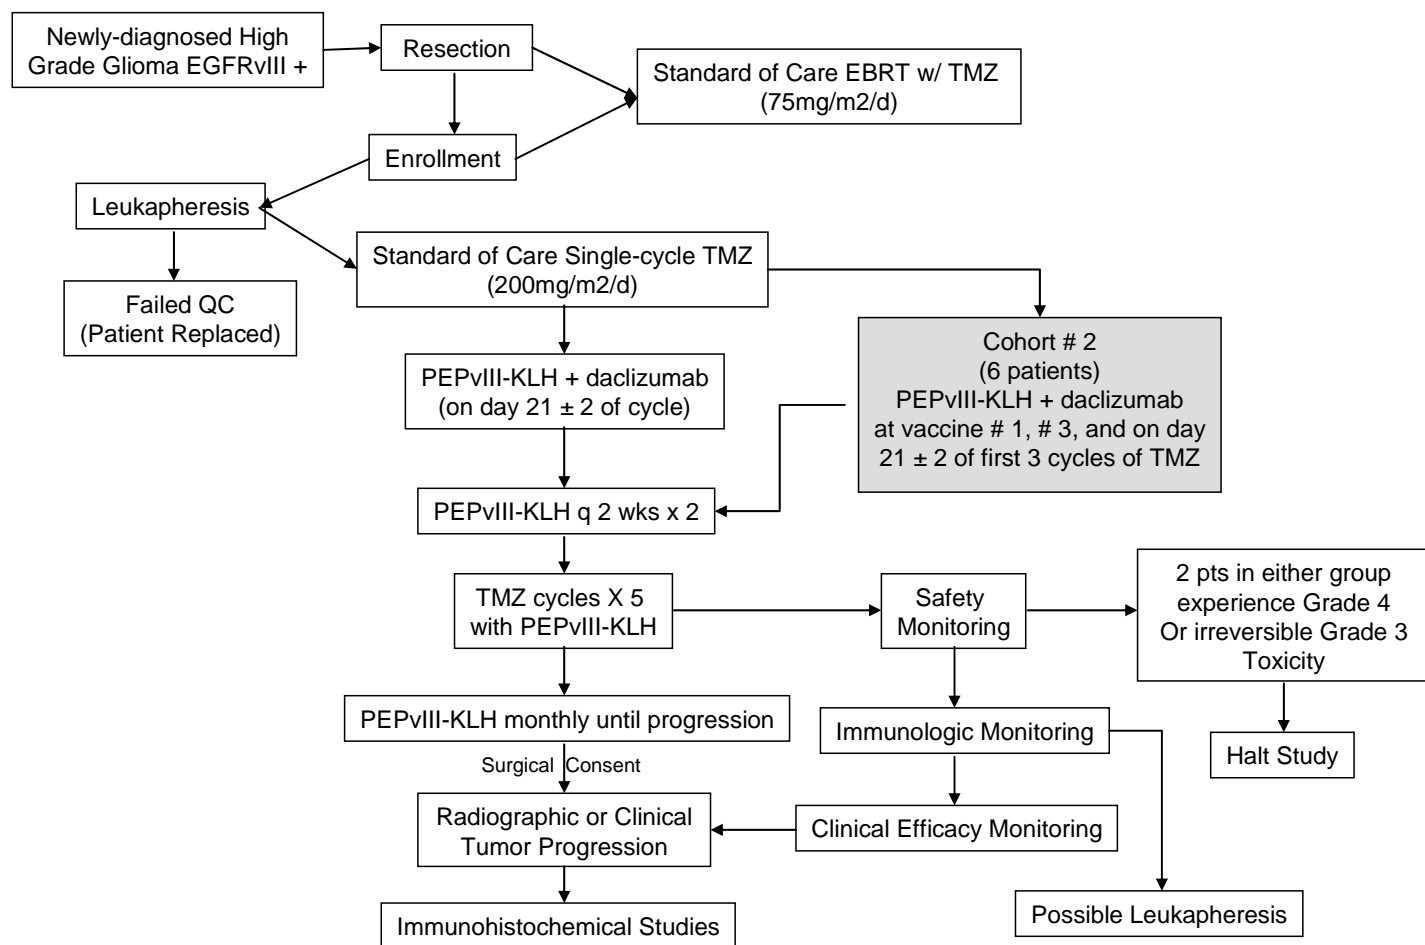 Newly-diagnosed High
Grade Glioma EGFRvIII +
Resection
Standard of Care EBRT w/ TMZ
(75mg/m2/d)
Enrollment
Leukapheresis
Standard of Care Single-cycle TMZ
(200mg/m2/d)
Failed QC
(Patient Replaced)
Cohort # 2
(6 patients)
PEPvIII-KLH + daclizumab
at vaccine # 1, # 3, and on day
21 ± 2 of first 3 cycles of TMZ
PEPvIII-KLH + daclizumab
(on day 21 ± 2 of cycle)
PEPvIII-KLH q 2 wks x 2
TMZ cycles X 5
with PEPvIII-KLH
Safety
Monitoring
2 pts in either group
experience Grade 4
Or irreversible Grade 3
Toxicity
PEPvIII-KLH monthly until progression
Immunologic Monitoring
Halt Study
Surgical Consent
Radiographic or Clinical
Tumor Progression
Clinical Efficacy Monitoring
Immunohistochemical Studies
Possible Leukapheresis